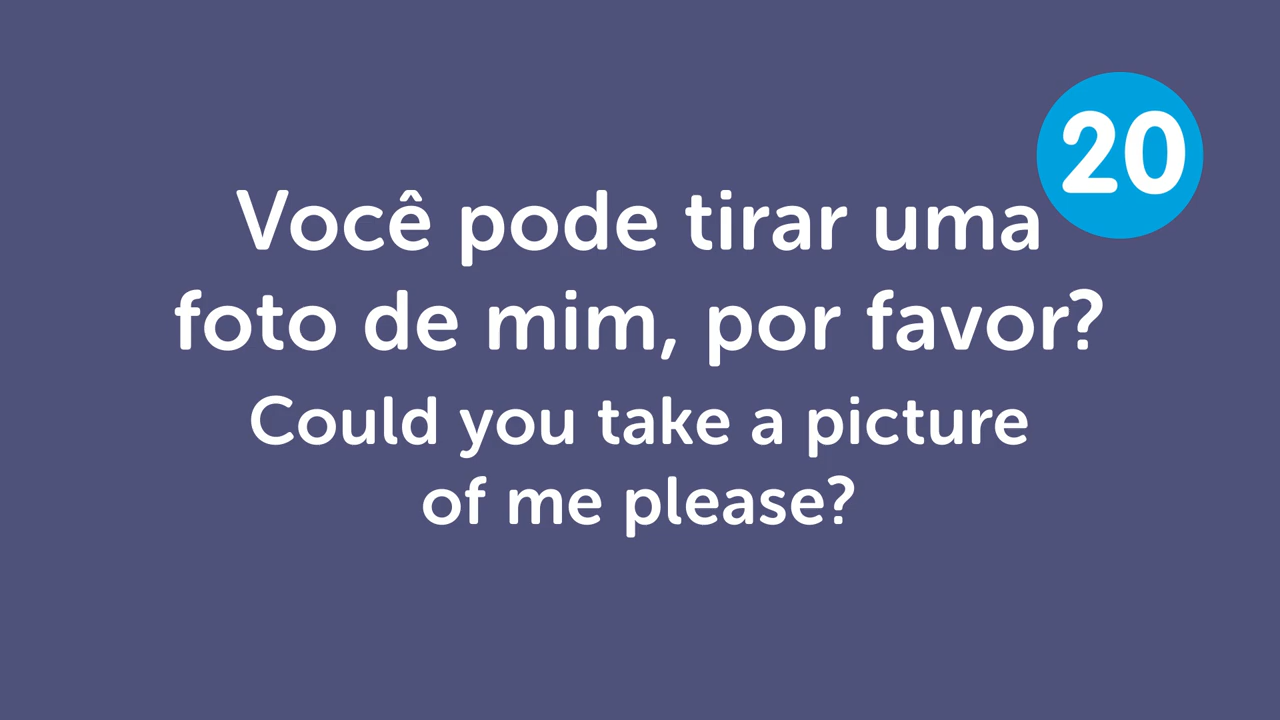 20
Você pode tirar uma
foto de mim, por favor?
Could you take a picture
of me please?